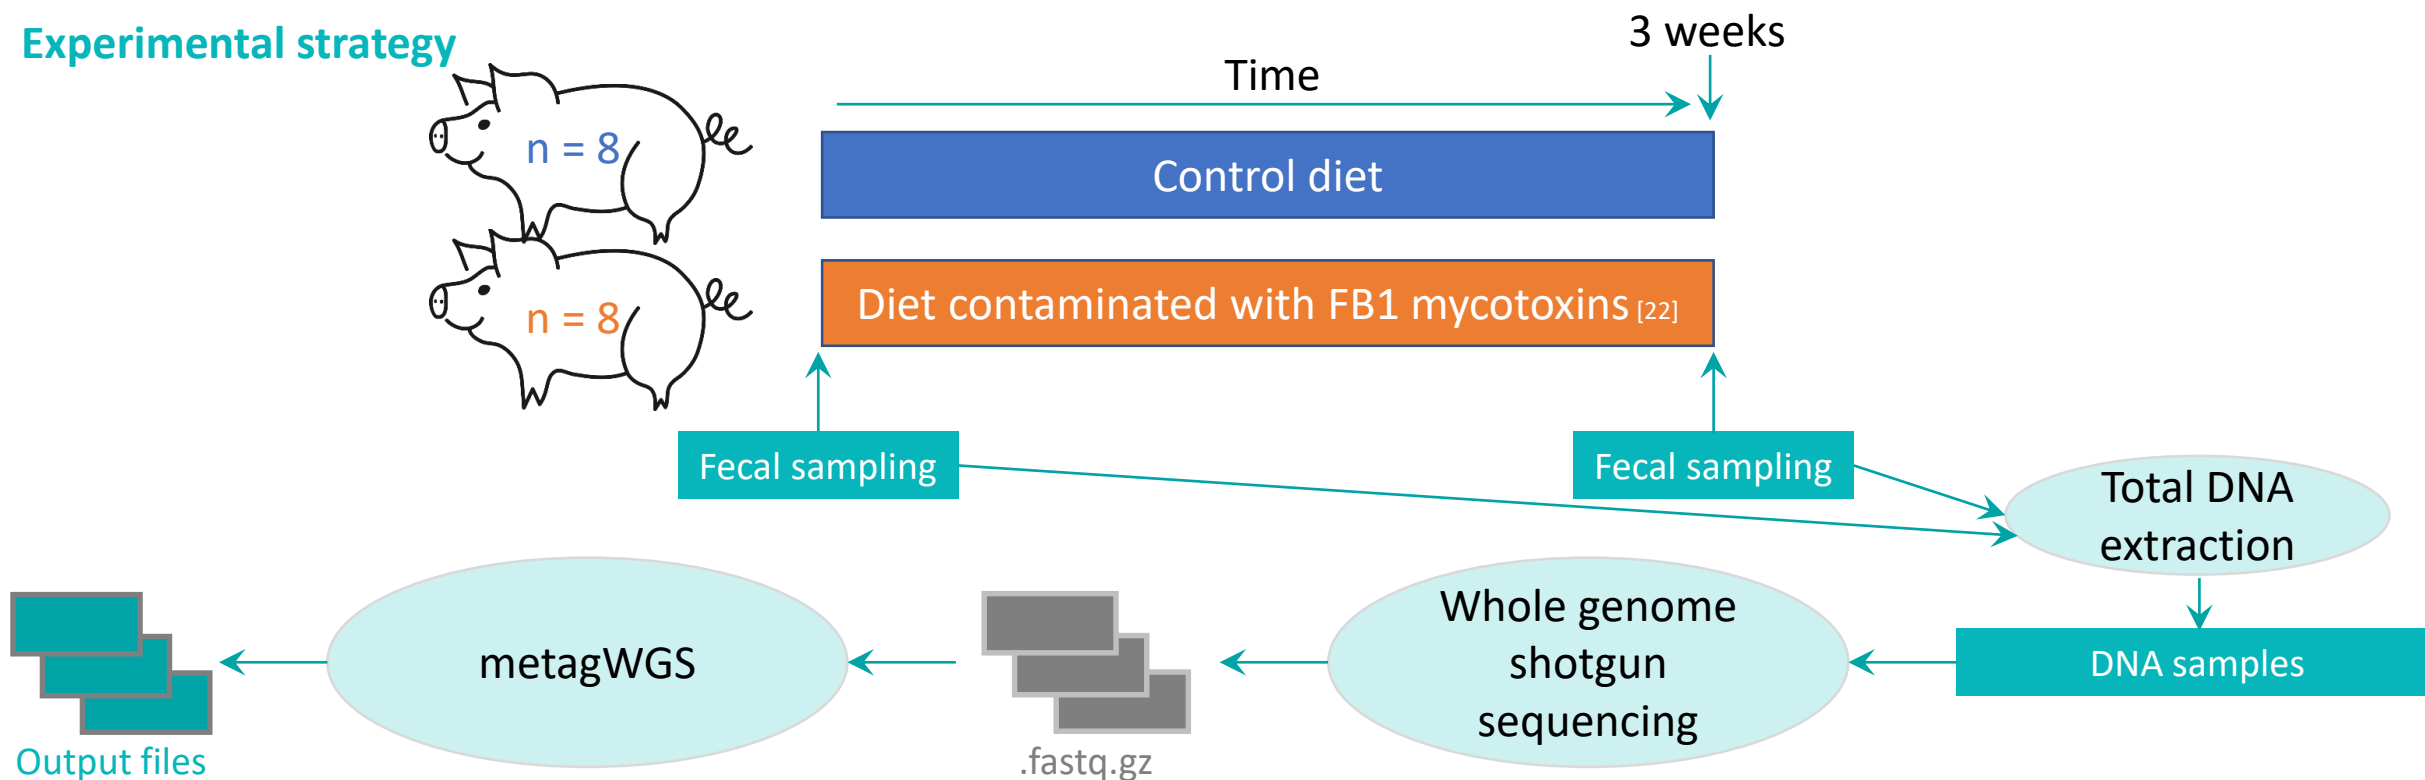 Experimental strategy
3 weeks
Time
n = 8
Control diet
n = 8
Diet contaminated with FB1 mycotoxins [22]
Fecal sampling
Fecal sampling
Total DNA
extraction
DNA samples
Whole genome
shotgun
sequencing
.fastq.gz
metagWGS
Output files